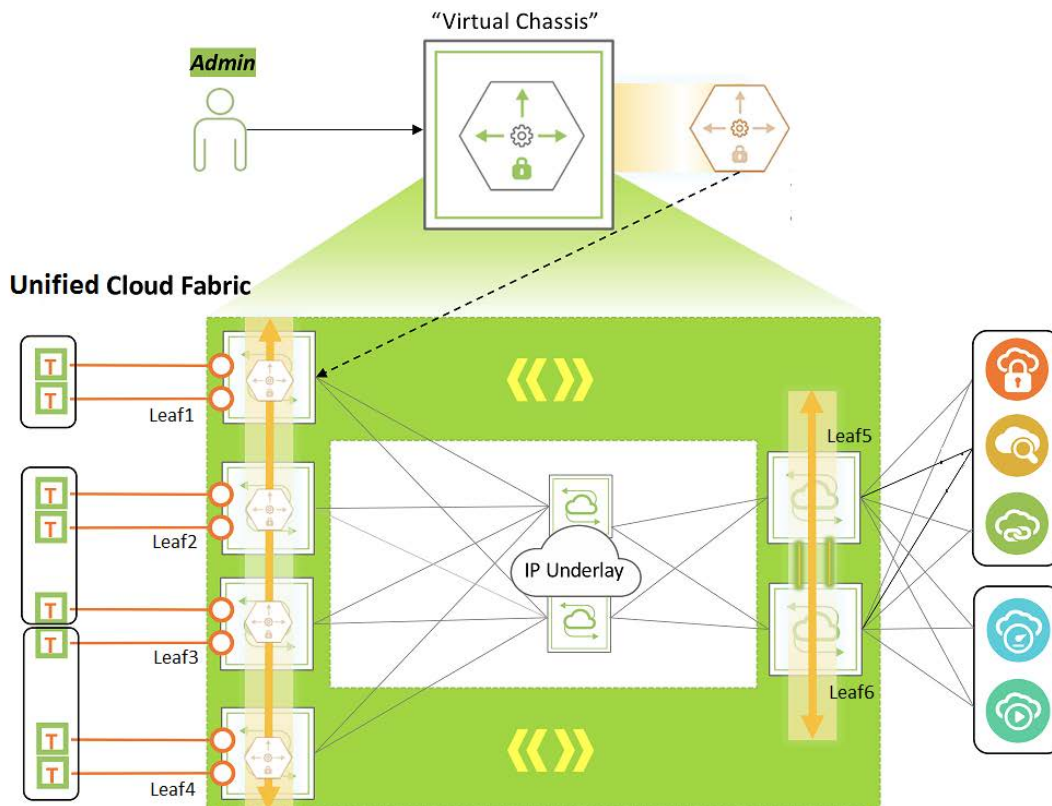 “Virtual Chassis”
Admin
Unified Cloud Fabric
T
T
Leaf1
Leaf5
T
T
Leaf2
IP Underlay
T
T
Leaf3
Leaf6
T
T
Leaf4